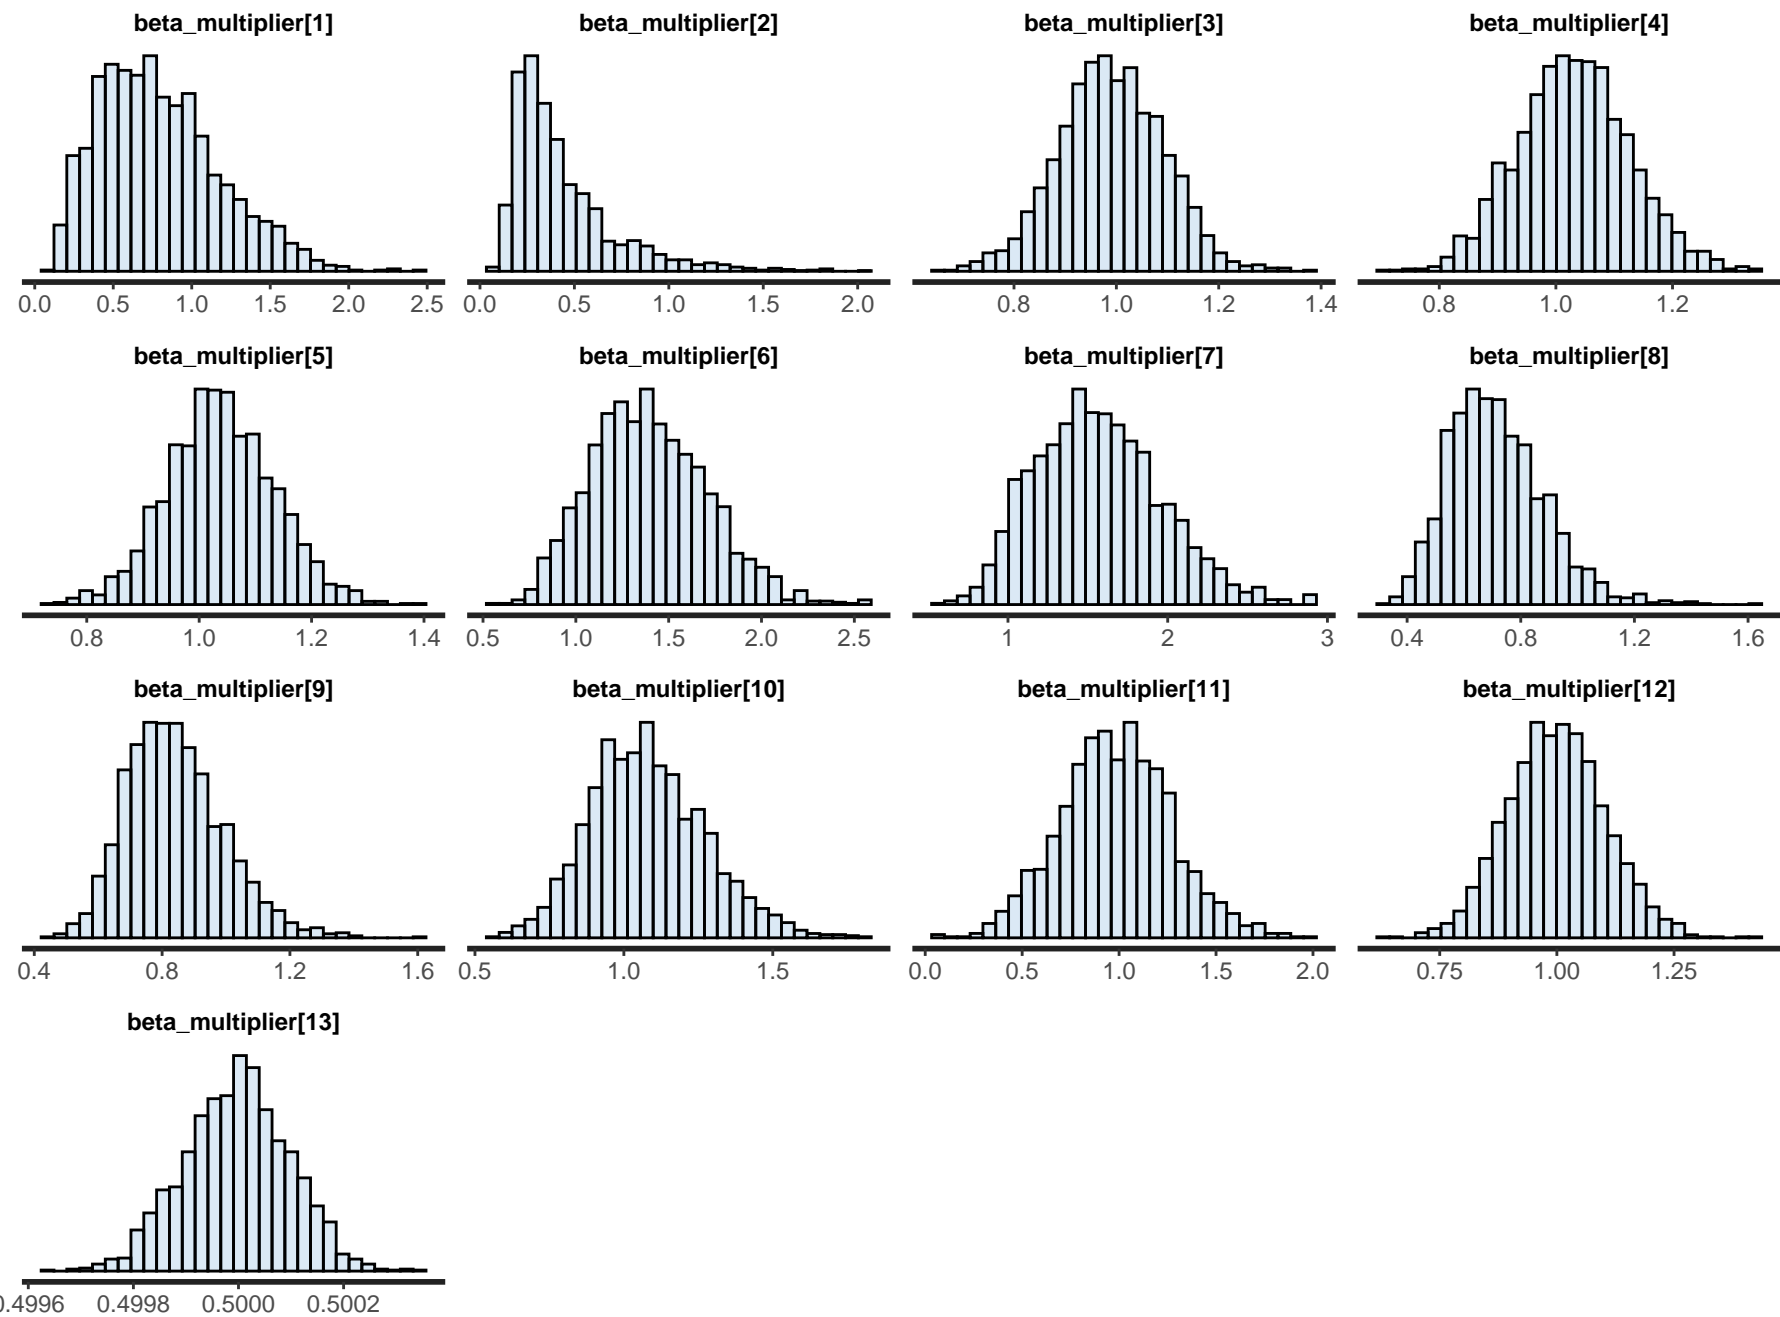 beta_multiplier[1] beta_multiplier[2] beta_multiplier[3] beta_multiplier[4]
0.0 0.5 1.0 1.5 2.0 2.5 0.0 0.5 1.0 1.5 2.0 0.8 1.0 1.2 1.4 0.8 1.0 1.2
beta_multiplier[5] beta_multiplier[6] beta_multiplier[7] beta_multiplier[8]
0.8 1.0 1.2 1.4 0.5 1.0 1.5 2.0 2.5 1 2 3 0.4 0.8 1.2 1.6
beta_multiplier[9] beta_multiplier[10] beta_multiplier[11] beta_multiplier[12]
0.4 0.8 1.2 1.6 0.5 1.0 1.5 0.0 0.5 1.0 1.5 2.0 0.75 1.00 1.25
beta_multiplier[13]
0.4996 0.4998 0.5000 0.5002